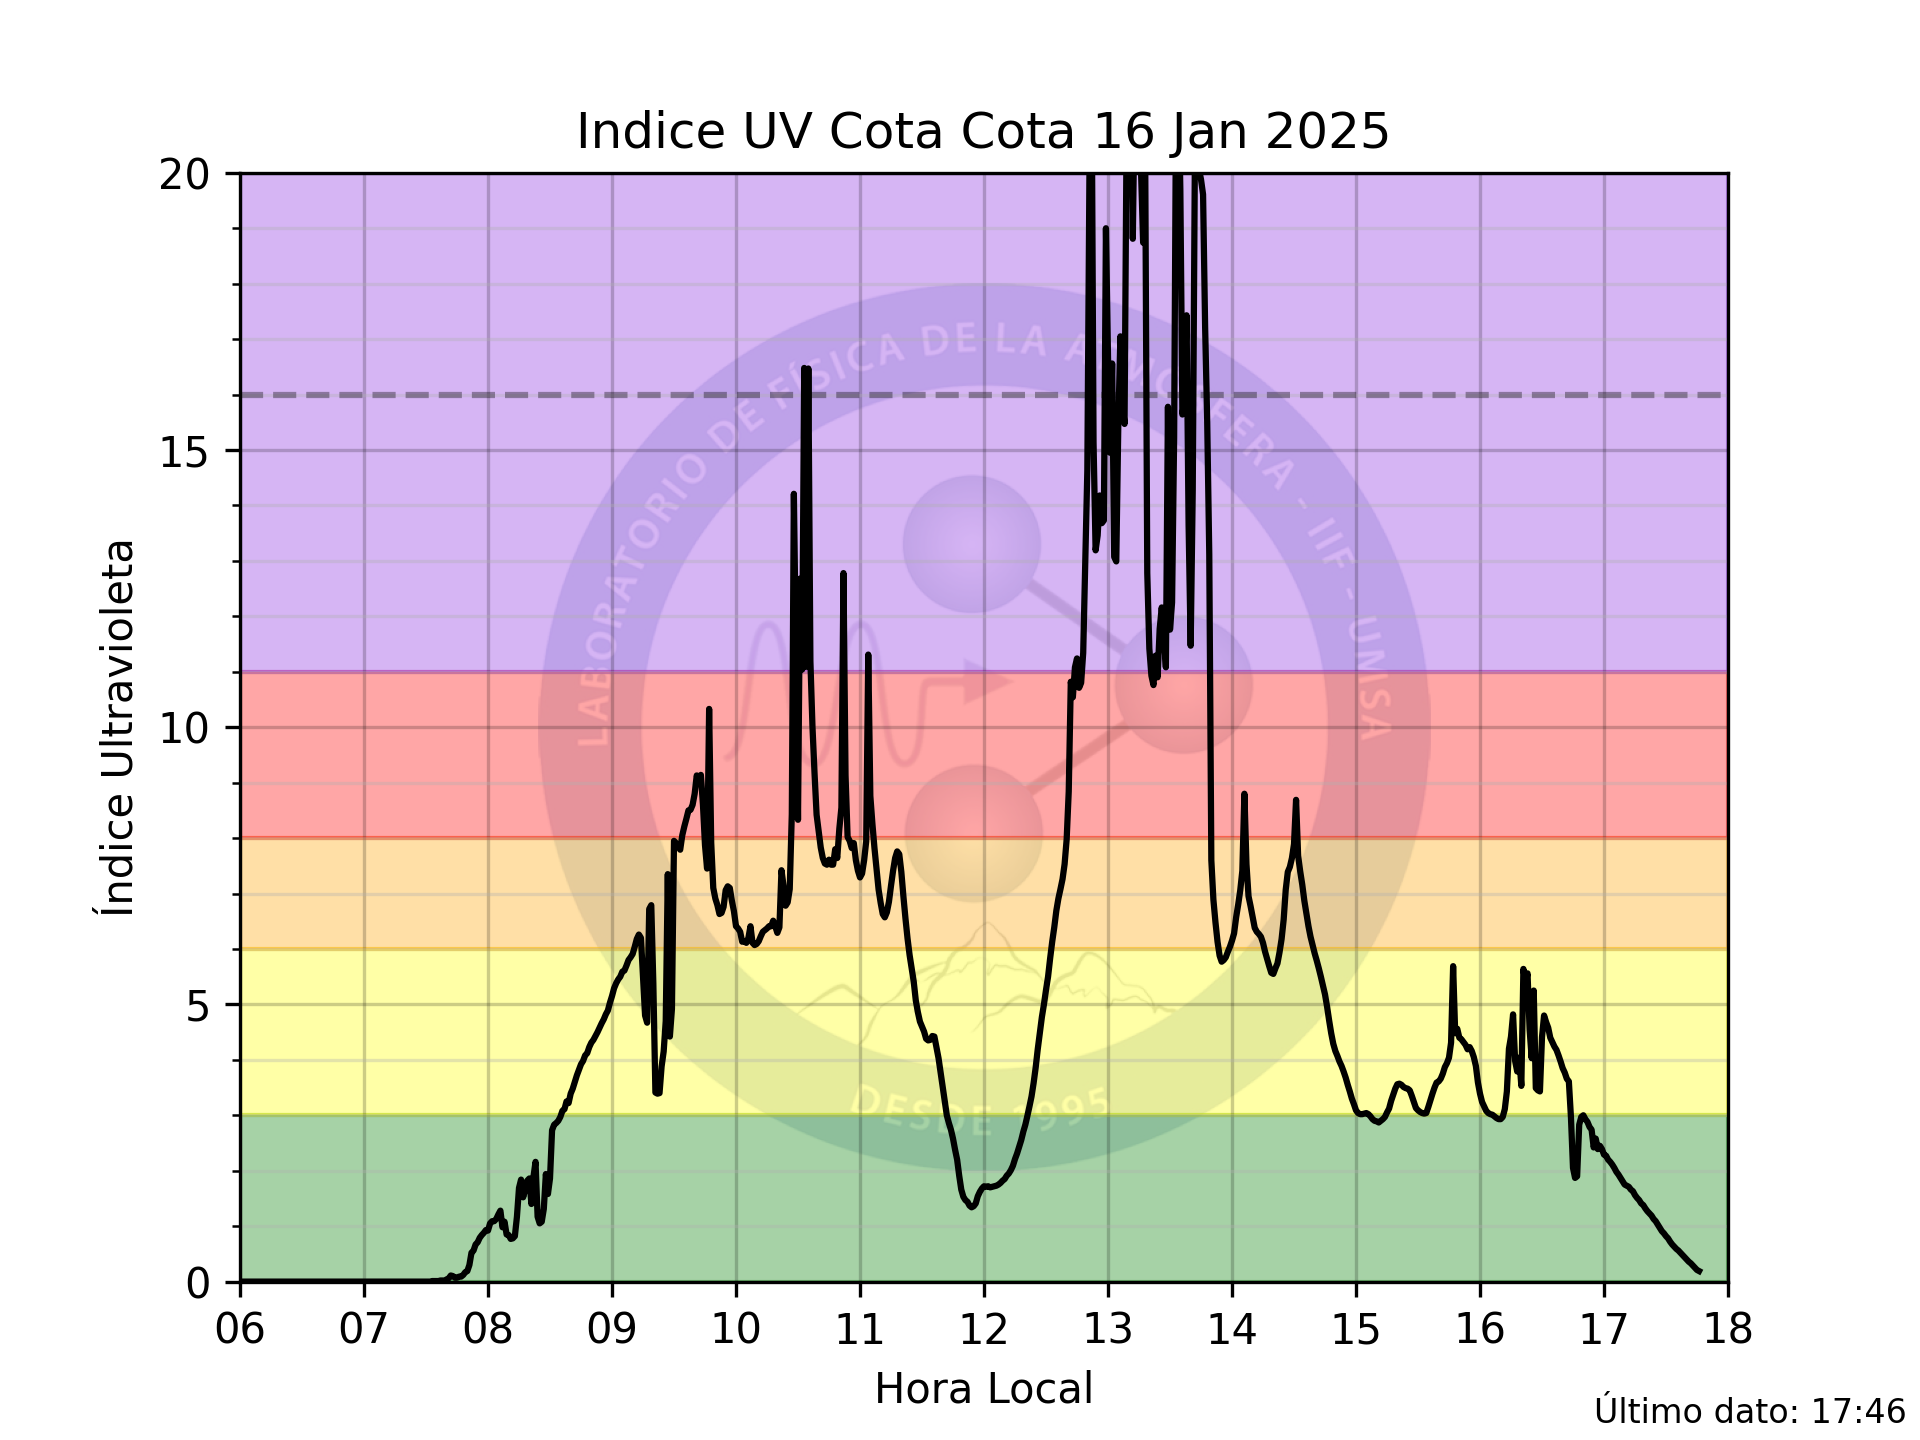 Indice UV Cota Cota 16 Jan 2025
20
15
10
5
0
Índice Ultravioleta
06 07 08 09 10 11 12 13 14 15 16 17 18
Hora Local
Último dato: 17:46
LABORATORIO DE FÍSICA DE LA ATMOSFERA - IIF - UMSA
DESDE 1995